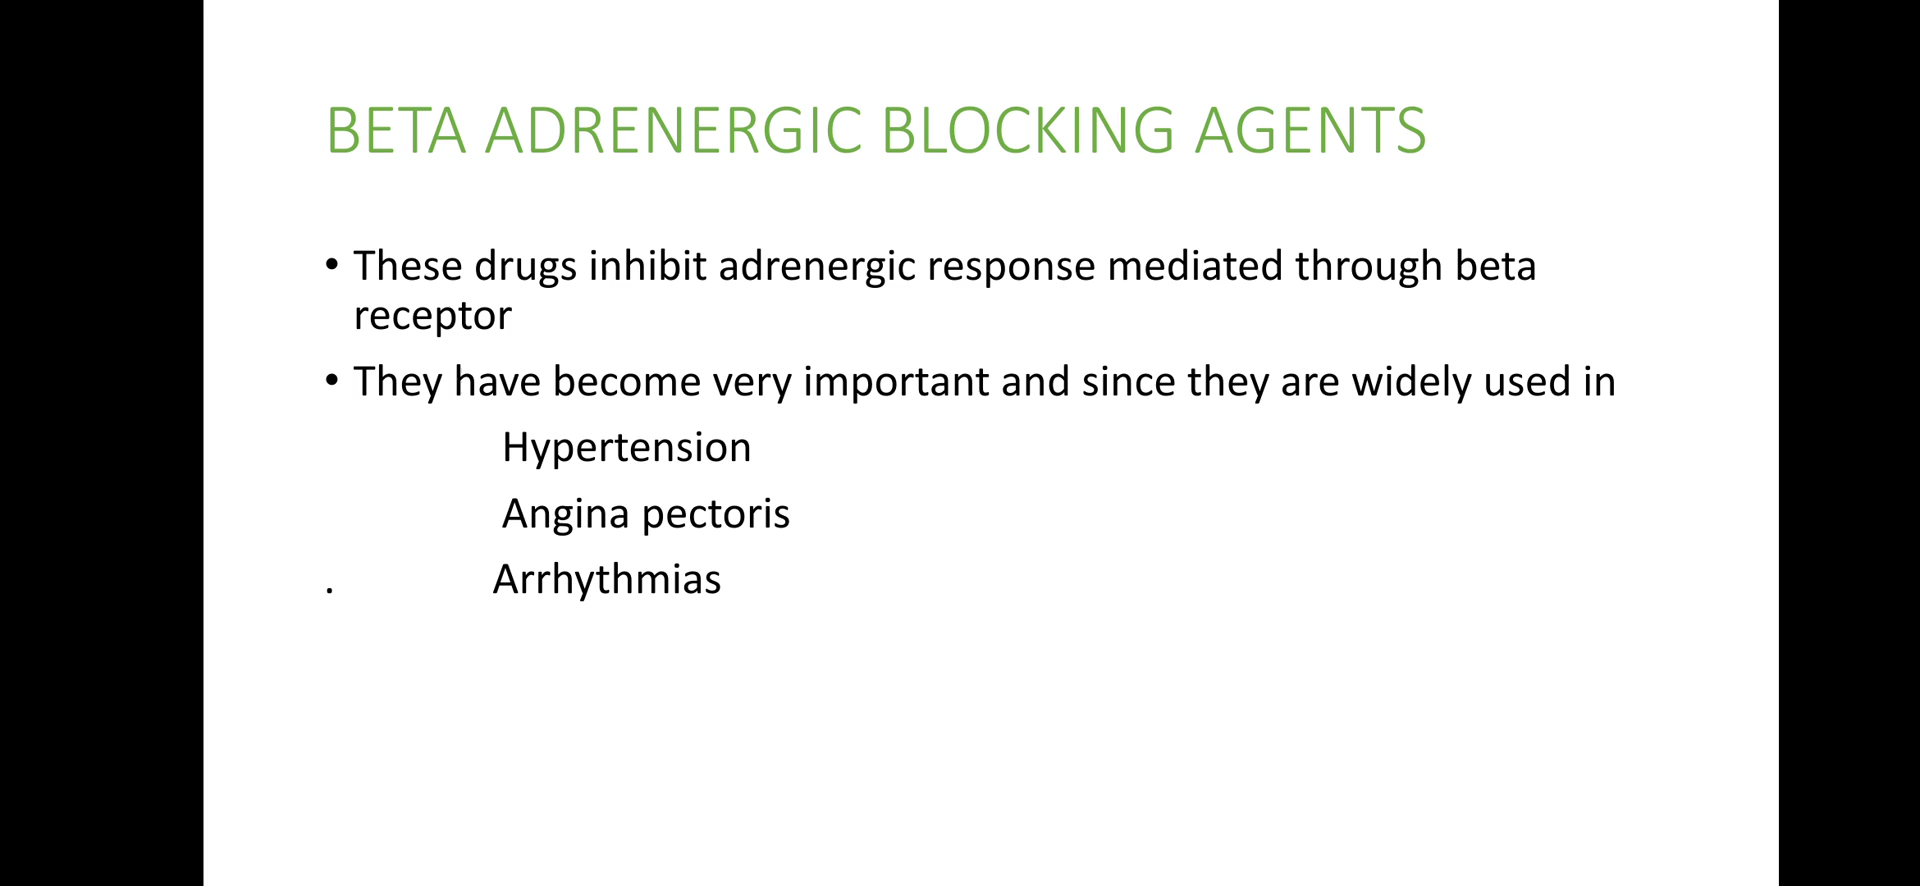 BETA ADRENERGIC BLOCKING AGENTS
• These drugs inhibit adrenergic response mediated through beta
receptor
• They have become very important and since they are widely used in
Hypertension
Angina pectoris
. Arrhythmias